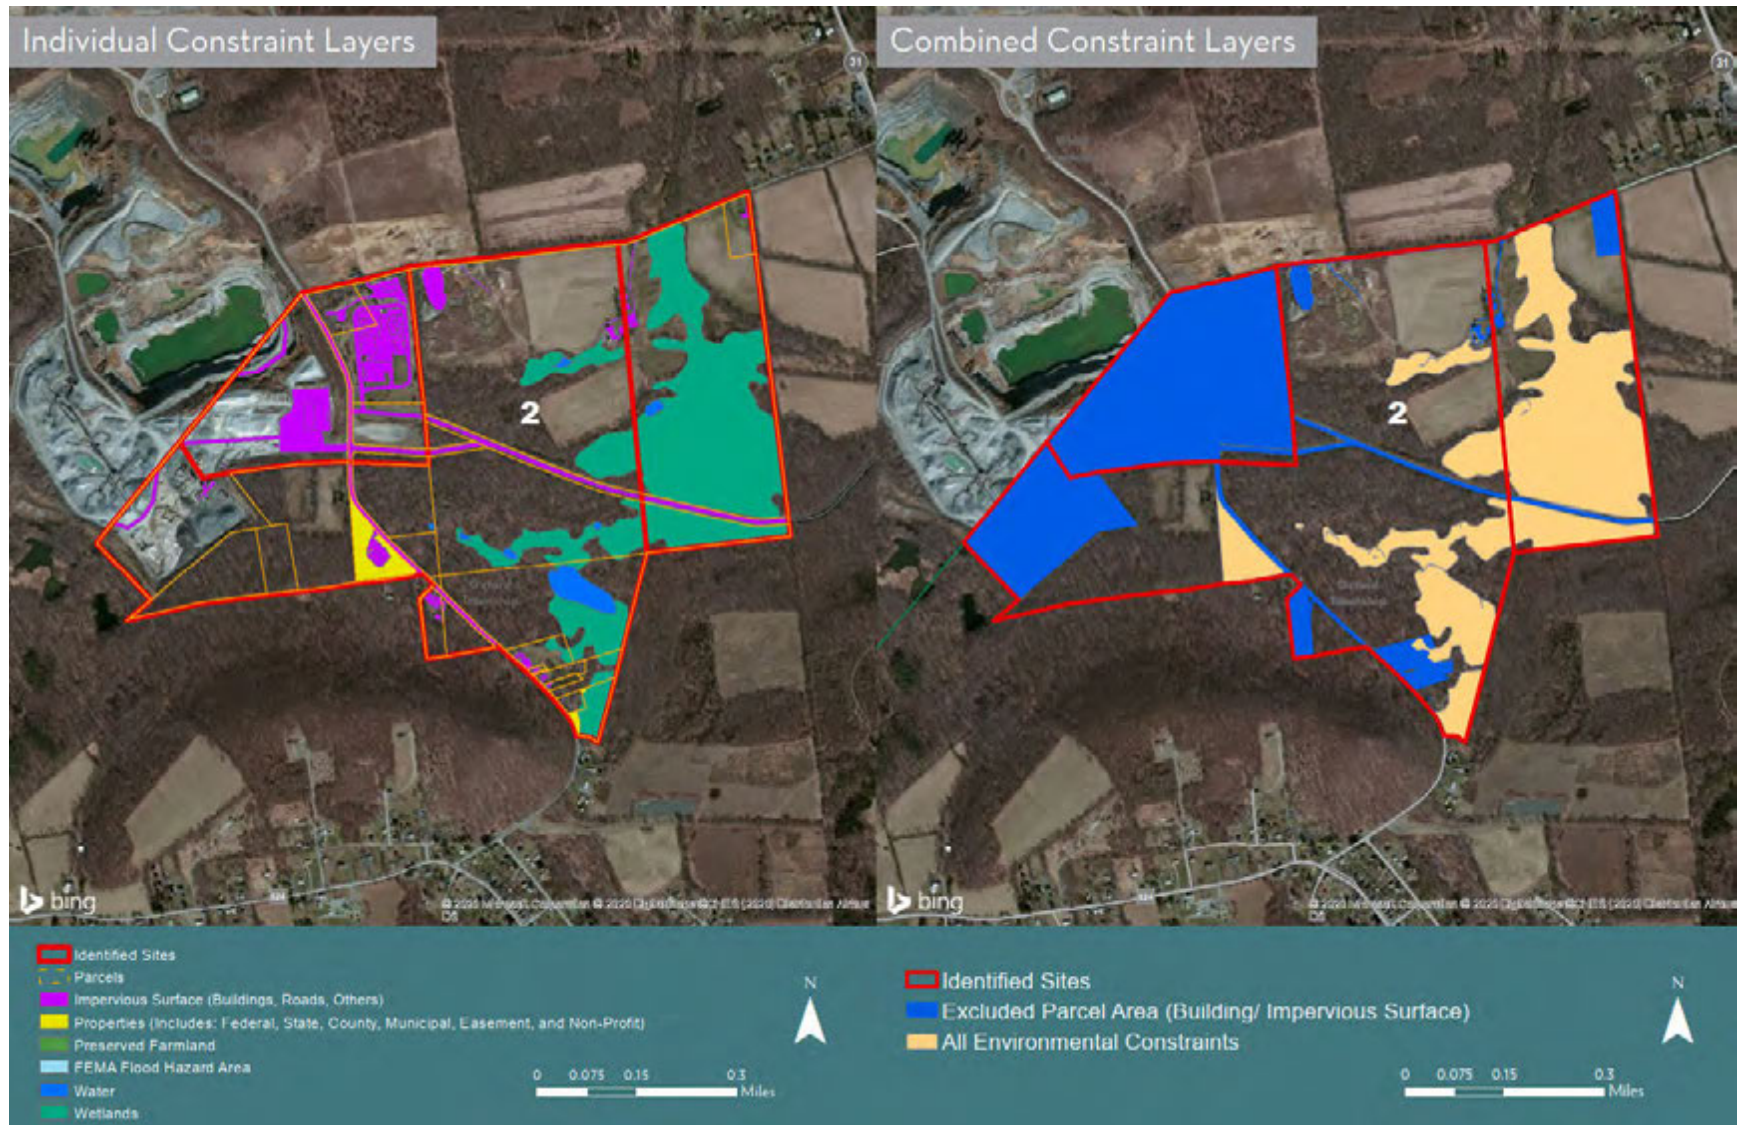 Individual Constraint Layers
31
2
bing
Identified Sites
Parcels
Impervious Surface (Buildings, Roads, Others)
Properties (Includes: Federal, State, County, Municipal, Easement, and Non-Profit)
Preserved Farmland
FEMA Flood Hazard Area
Water
Wetlands
N
0 0.075 0.15 0.3
Miles
Combined Constraint Layers
31
2
bing
Identified Sites
Excluded Parcel Area (Building/ Impervious Surface)
All Environmental Constraints
N
0 0.075 0.15 0.3
Miles